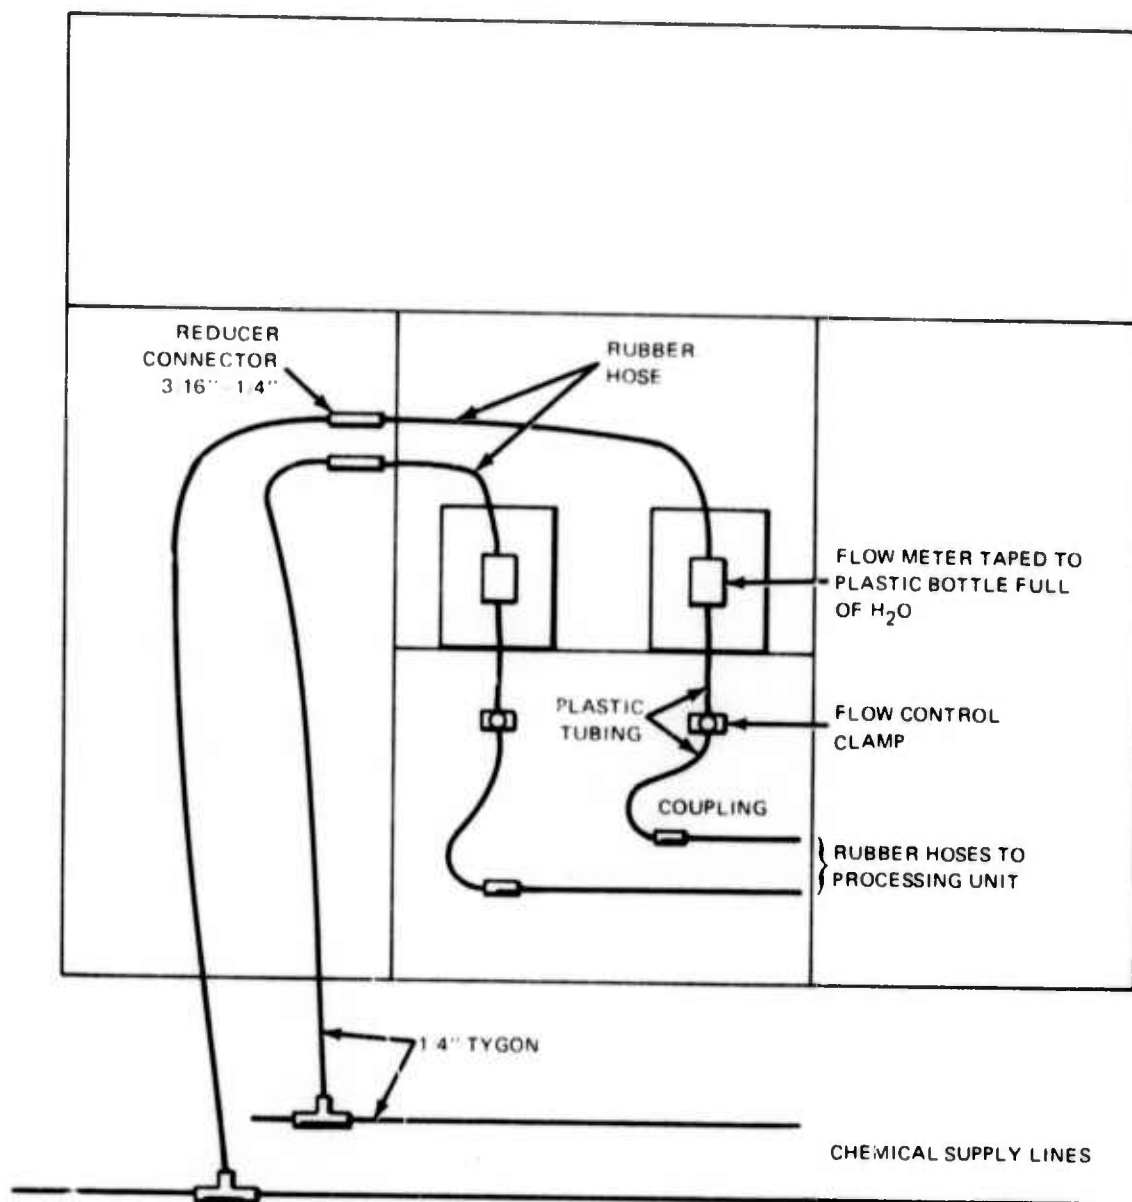 REDUCER
CONNECTOR
3 16" - 1 4"
RUBBER
HOSE
FLOW METER TAPED TO
PLASTIC BOTTLE FULL
OF H₂O
PLASTIC
TUBING
FLOW CONTROL
CLAMP
COUPLING
RUBBER HOSES TO
PROCESSING UNIT
1 4" TYGON
CHEMICAL SUPPLY LINES